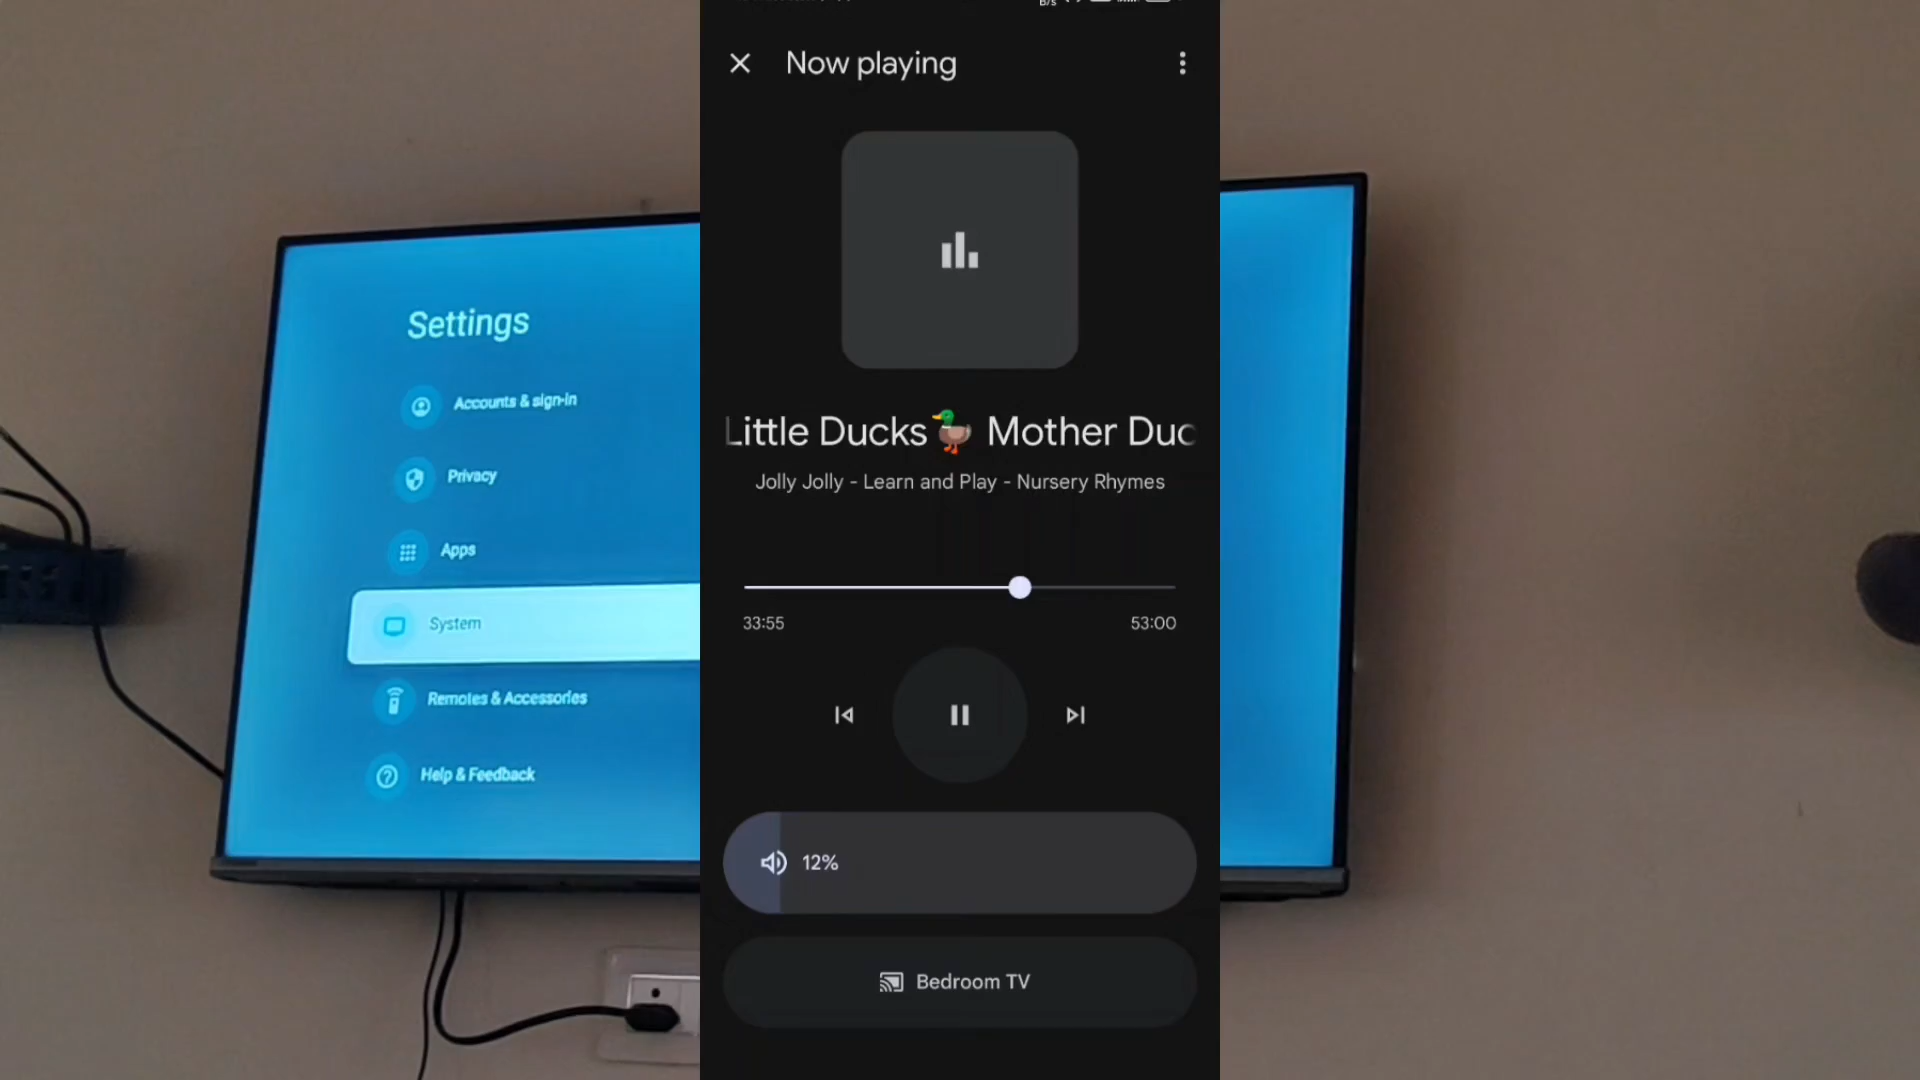 B/s
Now playing
Little Ducks🦆 Mother Duc
Jolly Jolly - Learn and Play - Nursery Rhymes
33:55
53:00
12%
Bedroom TV
Settings
Accounts & sign-in
Privacy
Apps
System
Remotes & Accessories
Help & Feedback